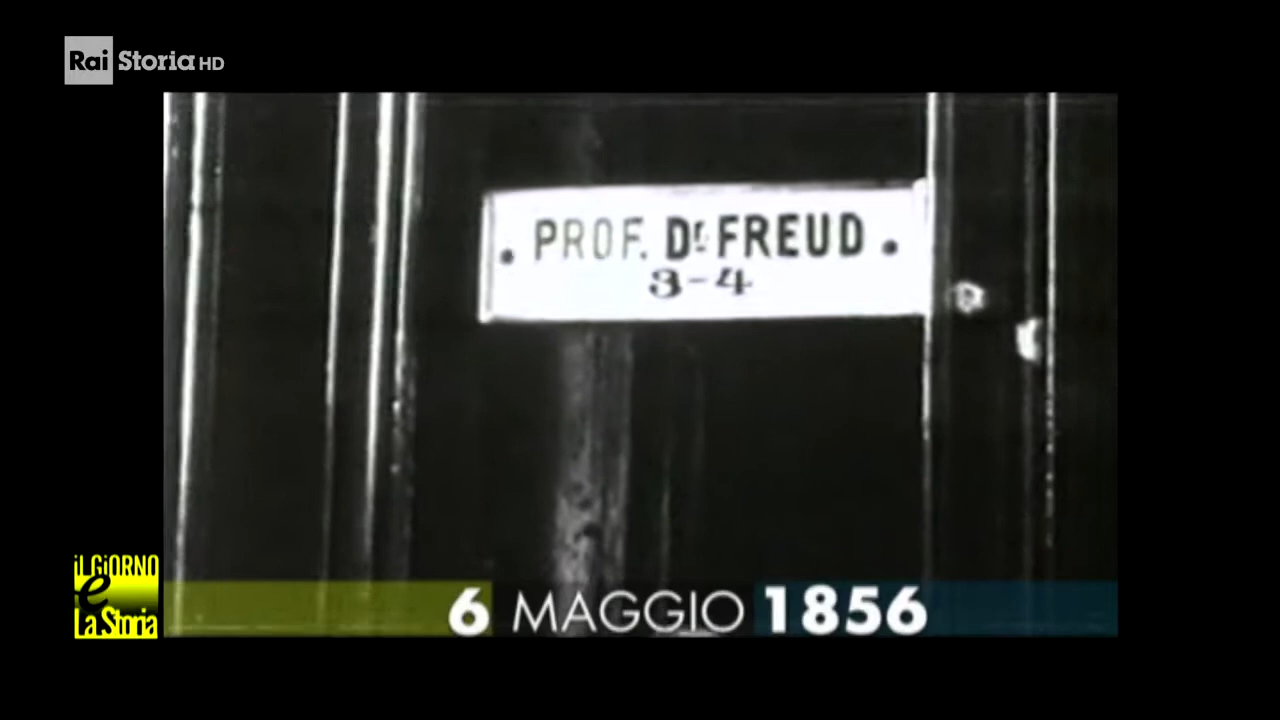 Rai Storia HD
PROF. Dr. FREUD
3-4
iL GiORNO
e
La Storia
6 MAGGIO 1856